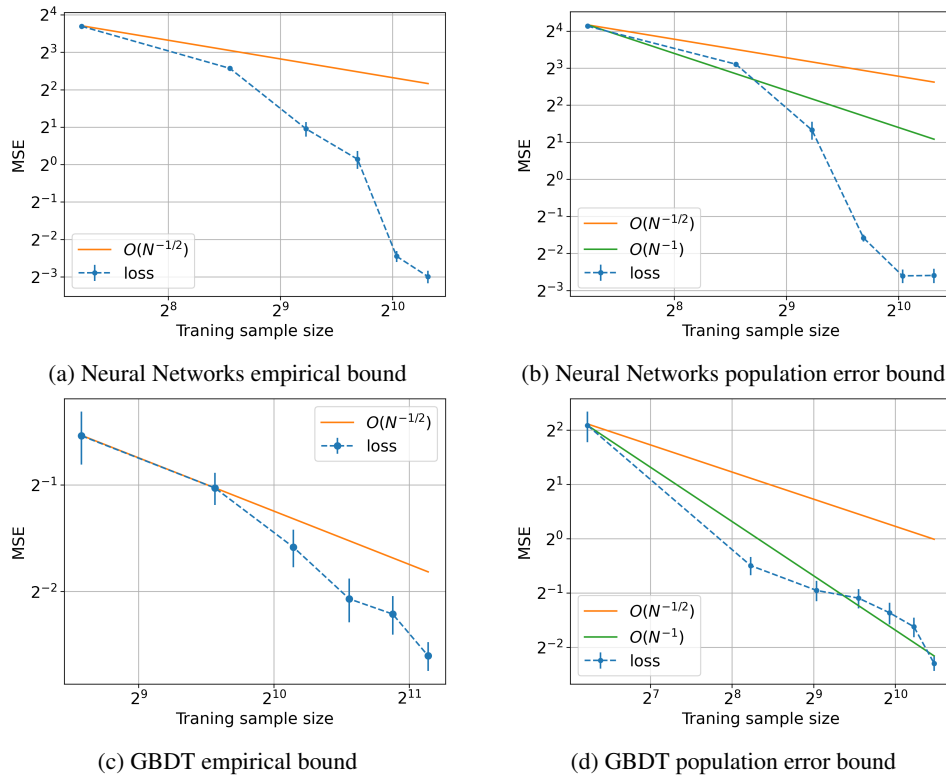 2^4
2^3
2^2
2^1
2^0
2^-1
2^-2
2^-3
MSE
O(N^-1/2)
loss
2^8 2^9 2^10
Traning sample size
(a) Neural Networks empirical bound
2^4
2^3
2^2
2^1
2^0
2^-1
2^-2
2^-3
MSE
O(N^-1/2)
O(N^-1)
loss
2^8 2^9 2^10
Traning sample size
(b) Neural Networks population error bound
2^-1
2^-2
MSE
O(N^-1/2)
loss
2^9 2^10 2^11
Traning sample size
(c) GBDT empirical bound
2^2
2^1
2^0
2^-1
2^-2
MSE
O(N^-1/2)
O(N^-1)
loss
2^7 2^8 2^9 2^10
Traning sample size
(d) GBDT population error bound